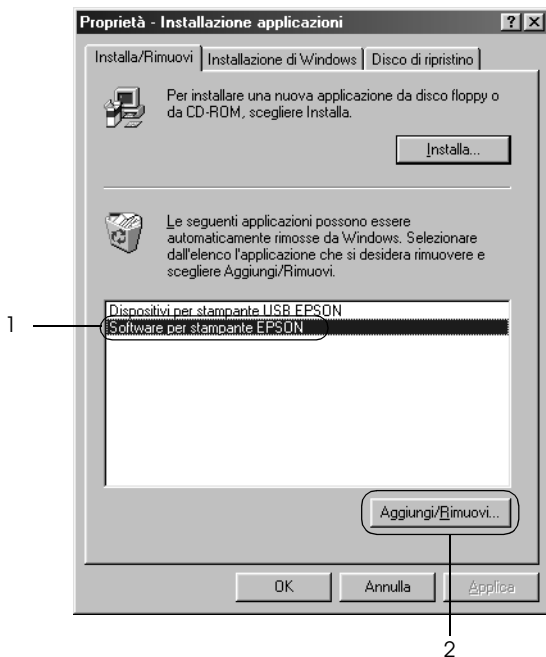 Proprietà - Installazione applicazioni
Installa/Rimuovi Installazione di Windows Disco di ripristino
Per installare una nuova applicazione da disco floppy o
da CD-ROM, scegliere Installa.
Installa...
Le seguenti applicazioni possono essere
automaticamente rimosse da Windows. Selezionare
dall'elenco l'applicazione che si desidera rimuovere e
scegliere Aggiungi/Rimuovi.
Dispositivi per stampante USB EPSON
1
Software per stampante EPSON
Aggiungi/Rimuovi...
OK Annulla Applica
2